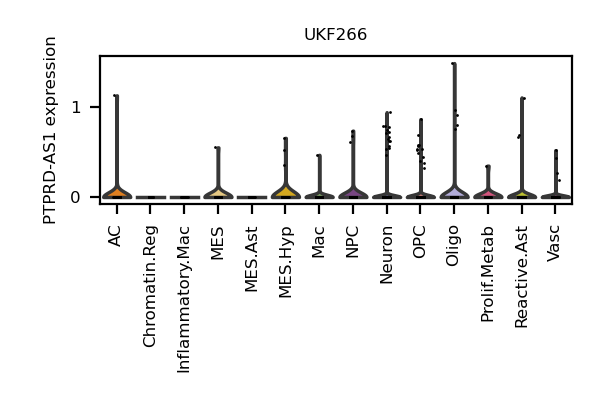 UKF266
PTPRD-AS1 expression
1
0
AC
Chromatin.Reg
Inflammatory.Mac
MES
MES.Ast
MES.Hyp
Mac
NPC
Neuron
OPC
Oligo
Prolif.Metab
Reactive.Ast
Vasc